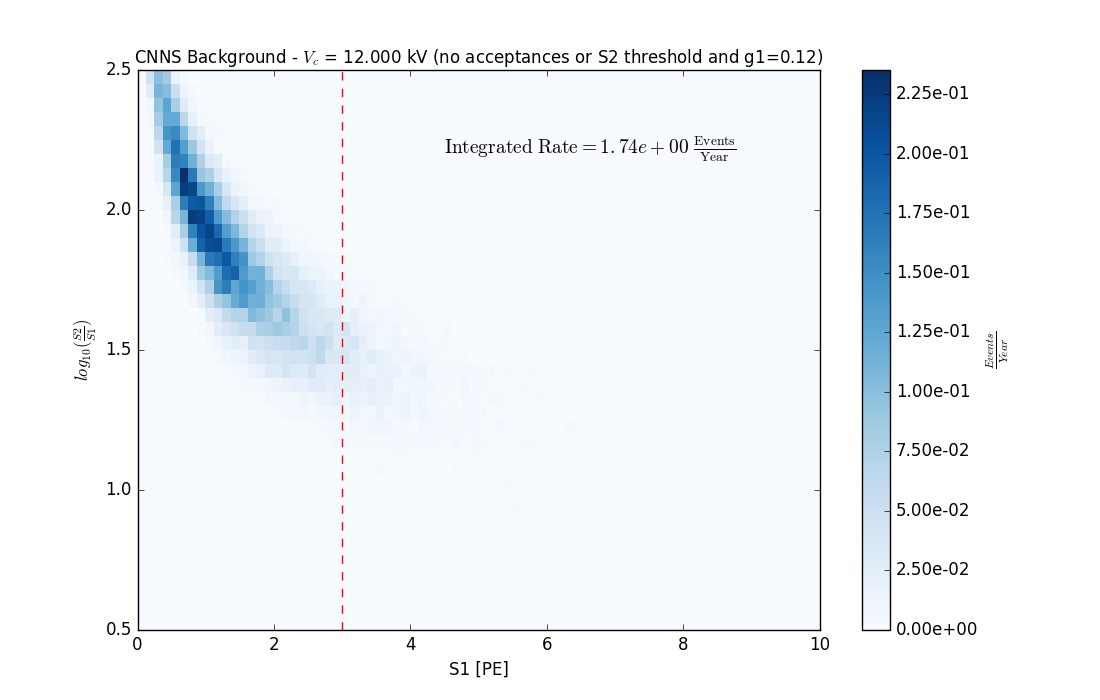 CNNS Background - V_c = 12.000 kV (no acceptances or S2 threshold and g1=0.12)
Integrated Rate = 1.74e + 00 Events/Year
2.5
2.0
1.5
1.0
0.5
log10(S2/S1)
0 2 4 6 8 10
S1 [PE]
2.25e-01
2.00e-01
1.75e-01
1.50e-01
1.25e-01
1.00e-01
7.50e-02
5.00e-02
2.50e-02
0.00e+00
Events/Year